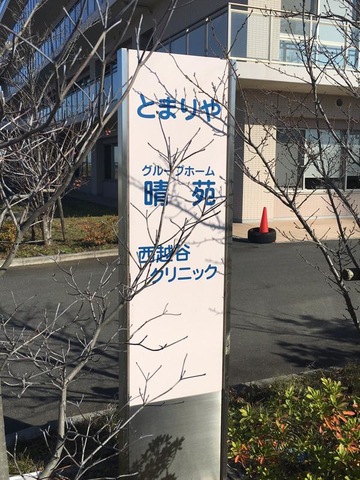 とまりや
グループホーム
晴苑
西越谷
クリニック